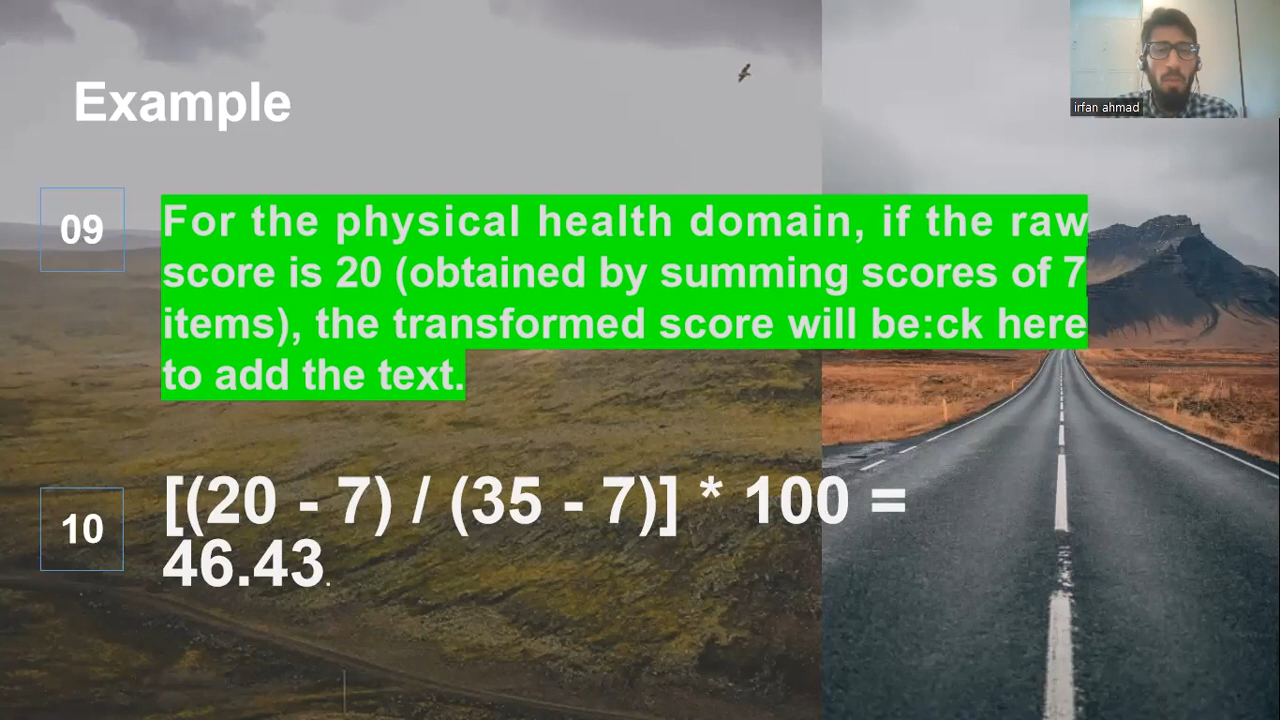 Example
irfan ahmad
09
For the physical health domain, if the raw
score is 20 (obtained by summing scores of 7
items), the transformed score will be:ck here
to add the text.
10
[(20 - 7) / (35 - 7)] * 100 =
46.43.